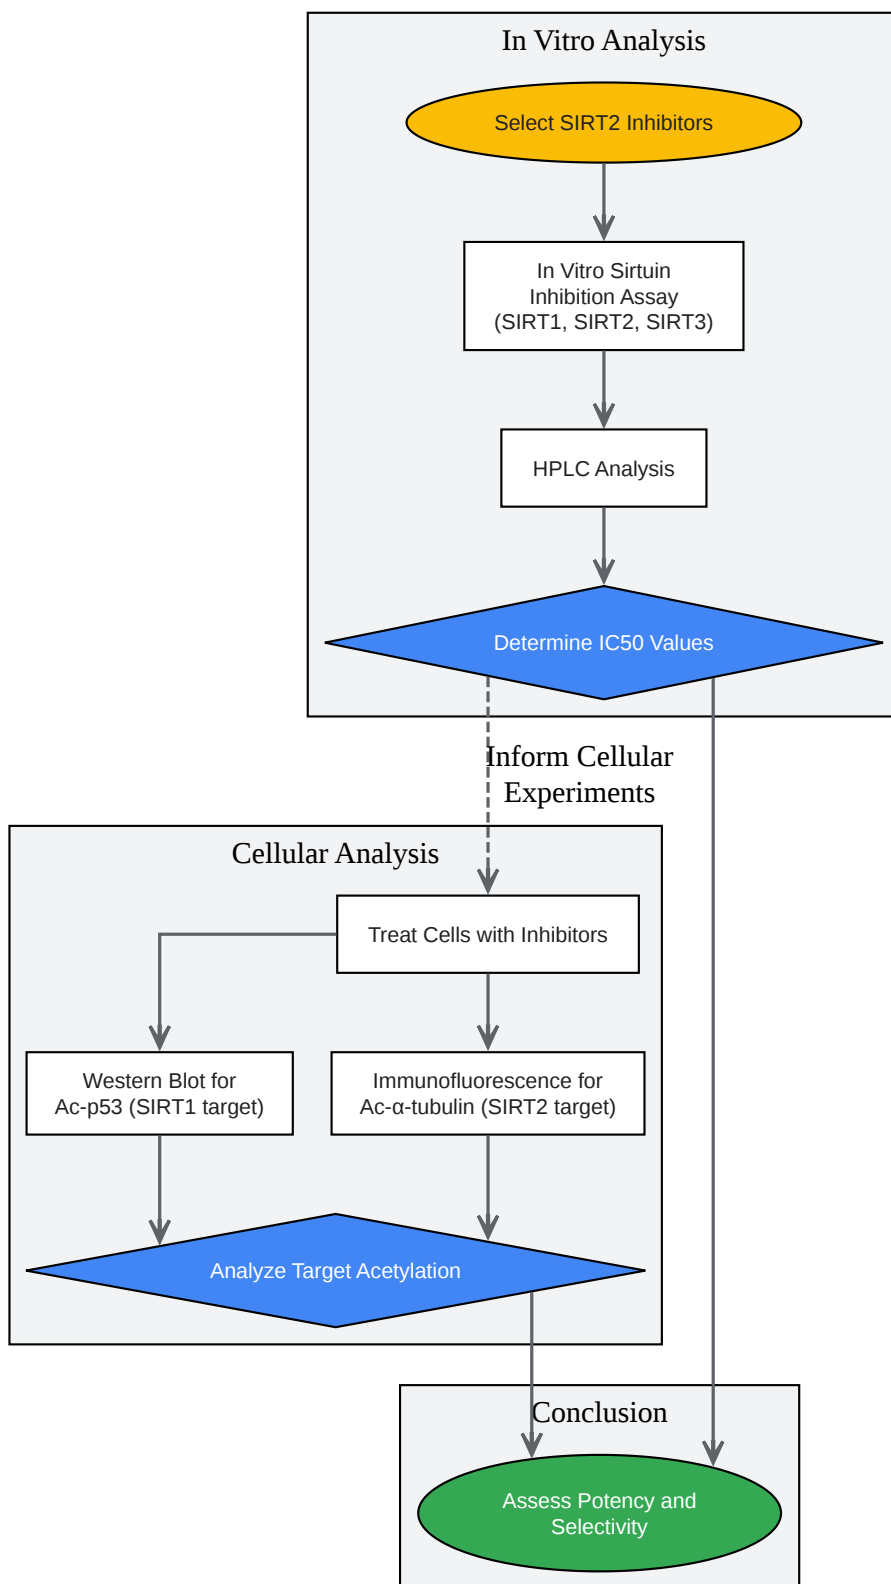 In Vitro Analysis
Select SIRT2 Inhibitors
In Vitro Sirtuin
Inhibition Assay
(SIRT1, SIRT2, SIRT3)
HPLC Analysis
Determine IC50 Values
Inform Cellular
Experiments
Cellular Analysis
Treat Cells with Inhibitors
Western Blot for
Ac-p53 (SIRT1 target)
Immunofluorescence for
Ac-α-tubulin (SIRT2 target)
Analyze Target Acetylation
Conclusion
Assess Potency and
Selectivity